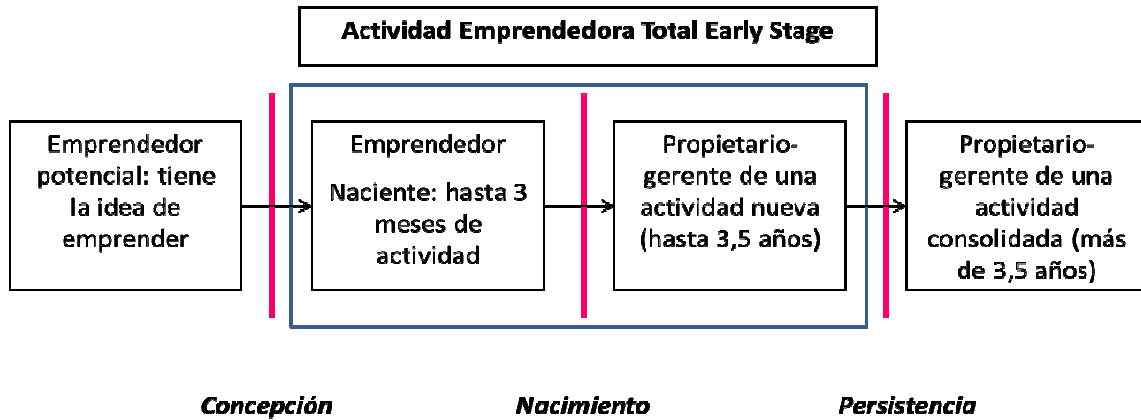 Actividad Emprendedora Total Early Stage
Emprendedor
potencial: tiene
la idea de
emprender
Emprendedor
Naciente: hasta 3
meses de
actividad
Propietario-
gerente de una
actividad nueva
(hasta 3,5 años)
Propietario-
gerente de una
actividad
consolidada (más
de 3,5 años)
Concepción
Nacimiento
Persistencia